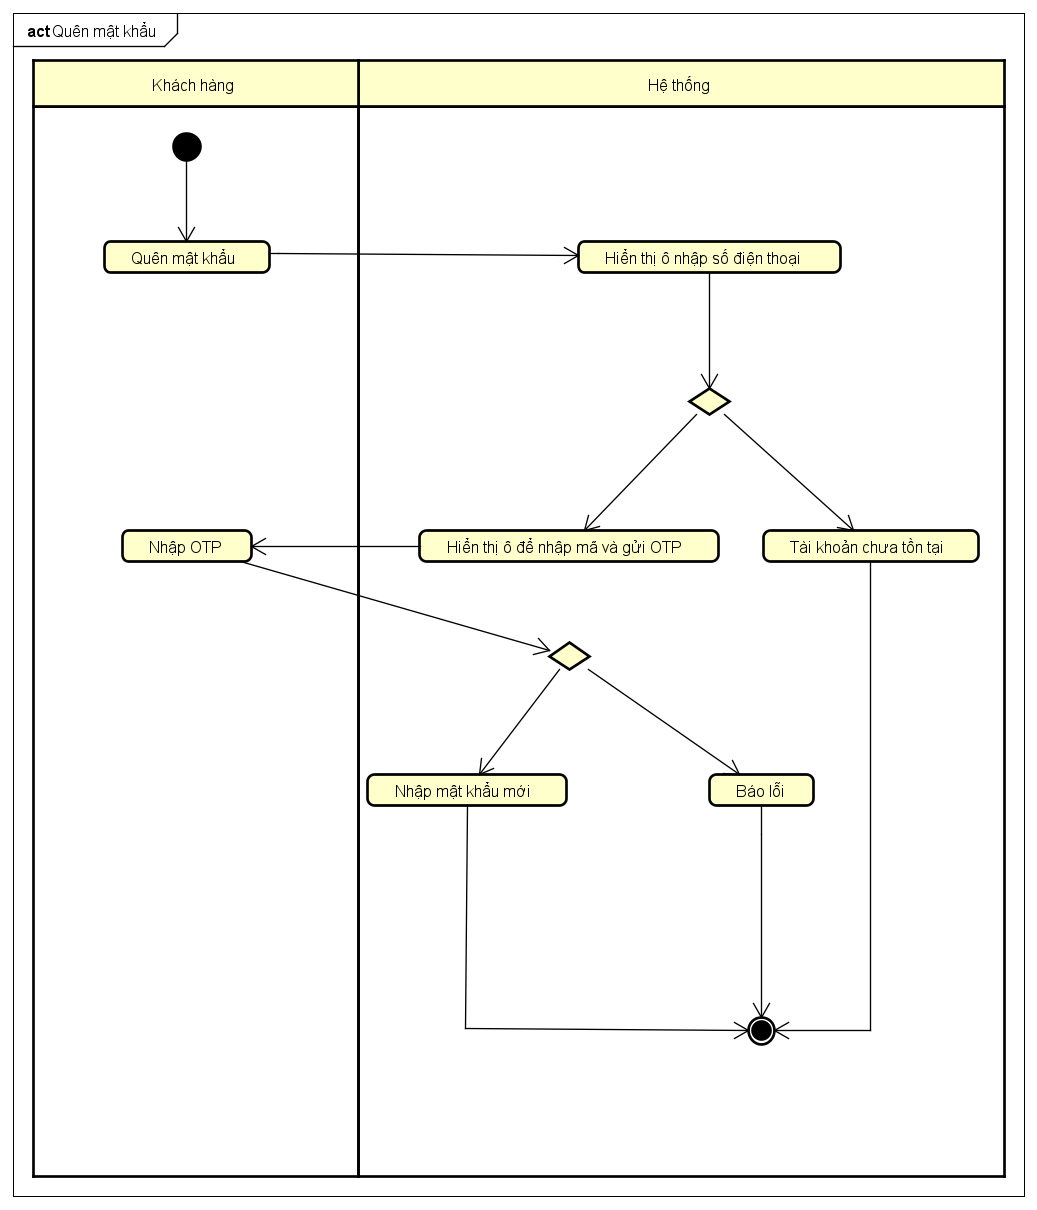 act Quên mật khẩu
Khách hàng
Hệ thống
Quên mật khẩu
Hiển thị ô nhập số điện thoại
Nhập OTP
Hiển thị ô để nhập mã và gửi OTP
Tài khoản chưa tồn tại
Nhập mật khẩu mới
Báo lỗi